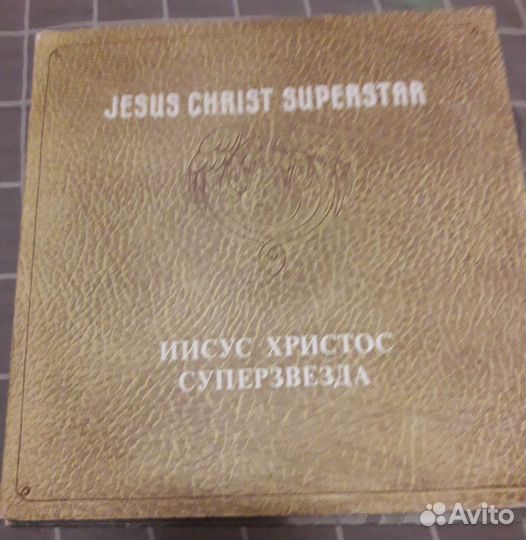 JESUS CHRIST SUPERSTAR
ИИСУС ХРИСТОС
СУПЕРЗВЕЗДА
Avito